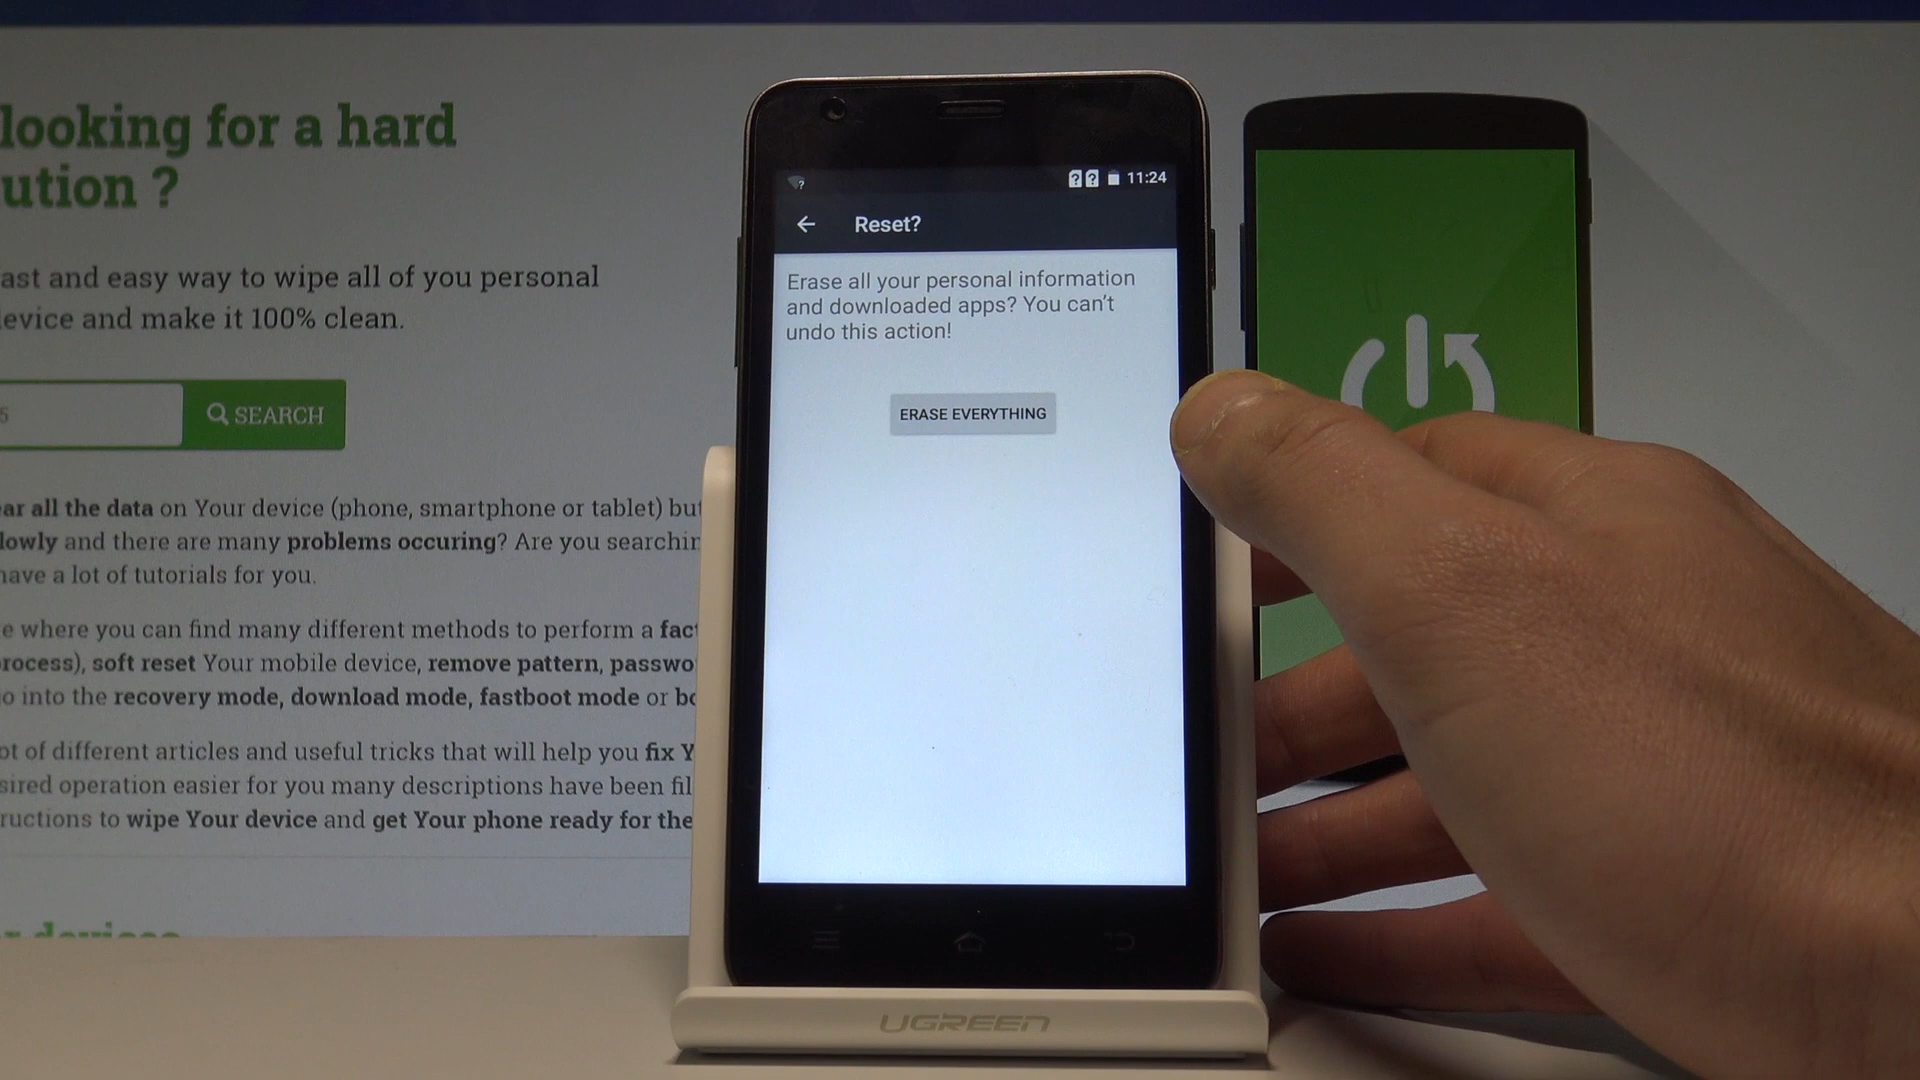 looking for a hard
ution ?
ast and easy way to wipe all of you personal
device and make it 100% clean.
5
SEARCH
ar all the data on Your device (phone, smartphone or tablet) but
lowly and there are many problems occuring? Are you searchin
have a lot of tutorials for you.
e where you can find many different methods to perform a fact
rocess), soft reset Your mobile device, remove pattern, passwo
o into the recovery mode, download mode, fastboot mode or bo
ot of different articles and useful tricks that will help you fix Y
sired operation easier for you many descriptions have been fil
ructions to wipe Your device and get Your phone ready for the
r devices
? ? ? 11:24
Reset?
Erase all your personal information
and downloaded apps? You can't
undo this action!
ERASE EVERYTHING
UGREEN